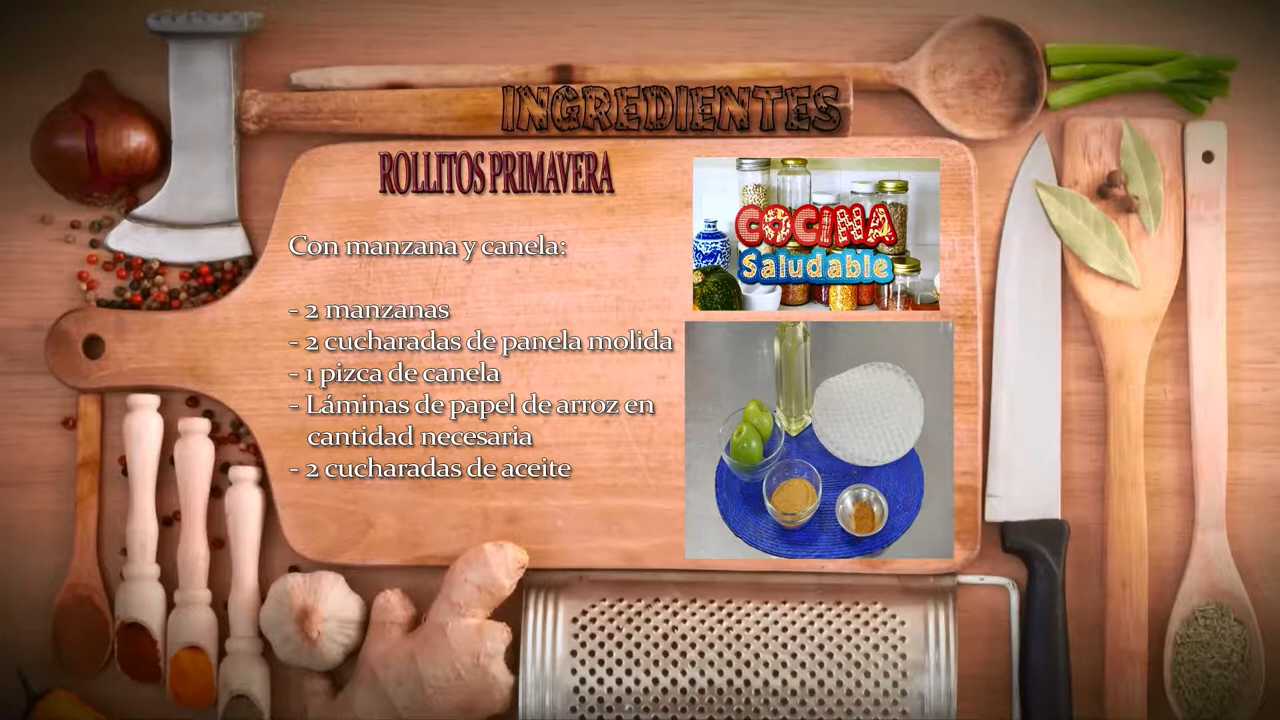 INGREDIENTES
ROLLITOS PRIMAVERA
Con manzana y canela:
- 2 manzanas
- 2 cucharadas de panela molida
- 1 pizca de canela
- Láminas de papel de arroz en
cantidad necesaria
- 2 cucharadas de aceite
COCINA
Saludable